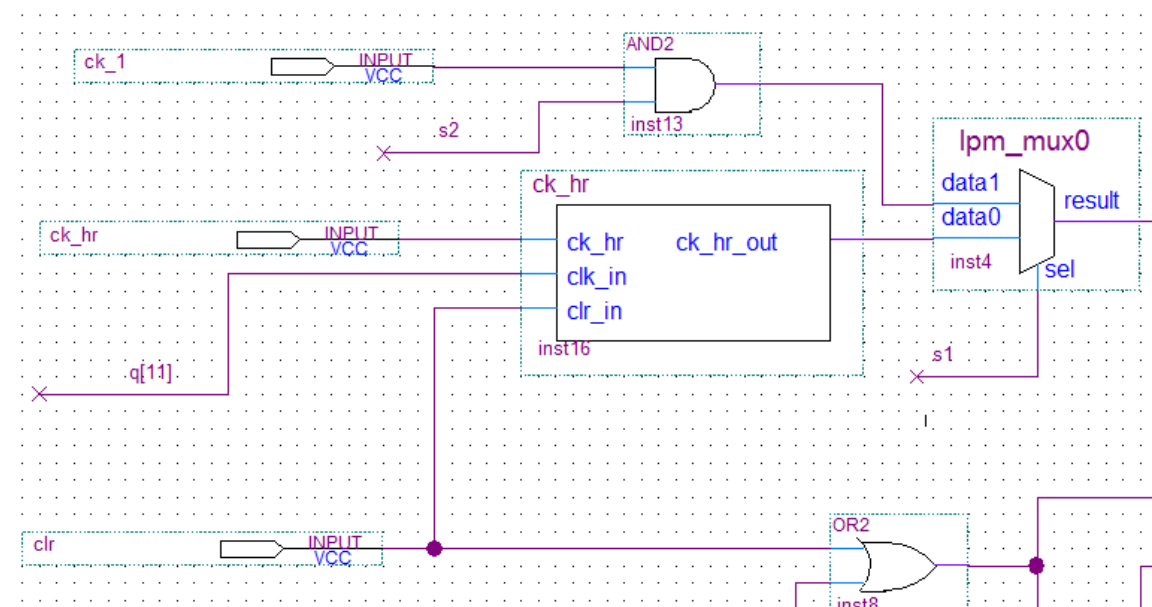 AND2
ck_1
INPUT
VCC
s2
inst13
lpm_mux0
data1
data0
result
inst4
sel
ck_hr
ck_hr
INPUT
VCC
ck_hr
ck_hr_out
clk_in
clr_in
inst16
s1
q[11]
OR2
clr
INPUT
VCC
inst8